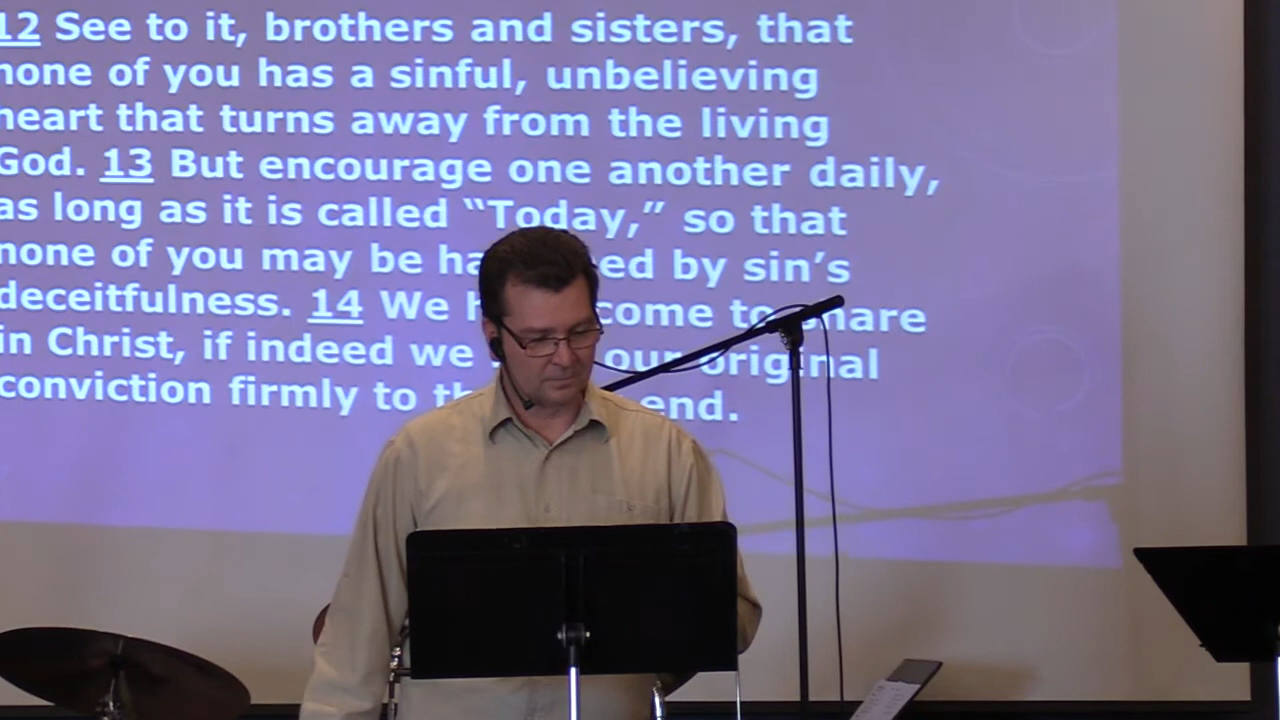 12 See to it, brothers and sisters, that
none of you has a sinful, unbelieving
heart that turns away from the living
God. 13 But encourage one another daily,
as long as it is called “Today,” so that
none of you may be ha ed by sin’s
deceitfulness. 14 We h come to share
in Christ, if indeed we our original
conviction firmly to th end.